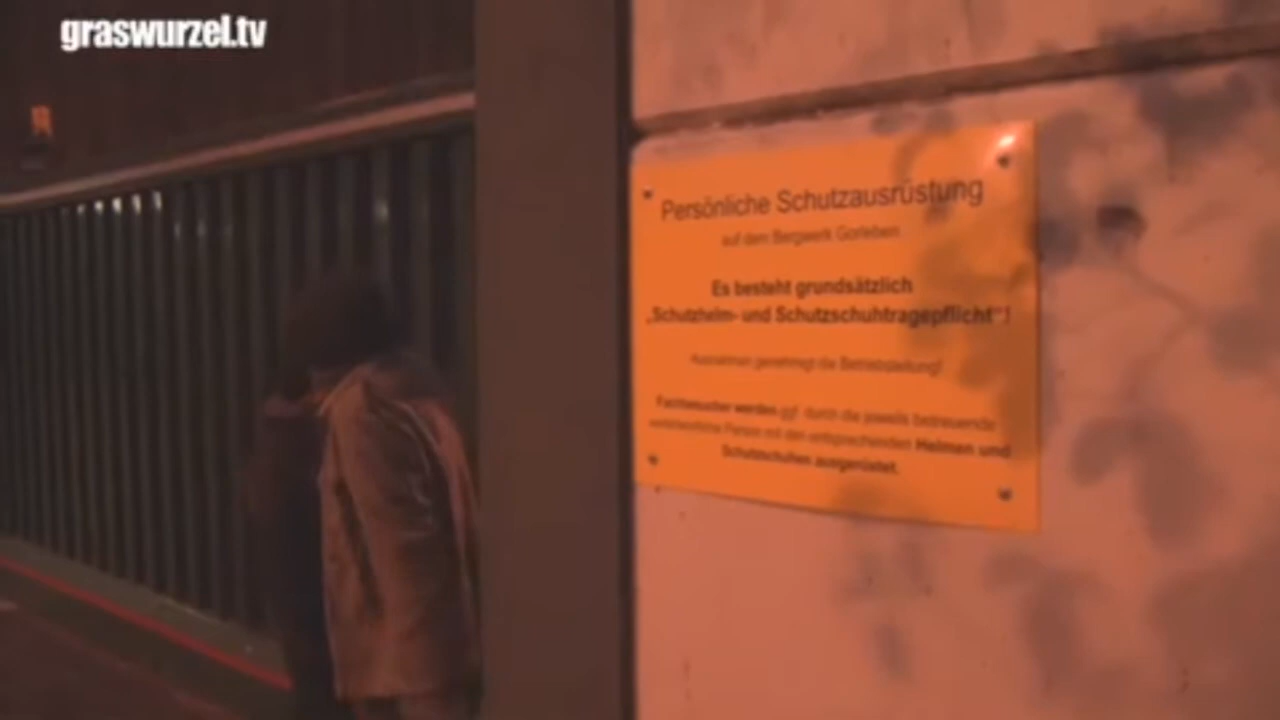 graswurzel.tv
Persönliche Schutzausrüstung
auf dem Bergwerk Gorleben
Es besteht grundsätzlich
„Schutzhelm- und Schutzschuhtragepflicht"!
Ausnahmen genehmigt die Betriebsleitung!
Fachbesucher werden ggf. durch die jeweils betreuende
Person mit den entsprechenden Helmen und
Schutzschuhen ausgerüstet.